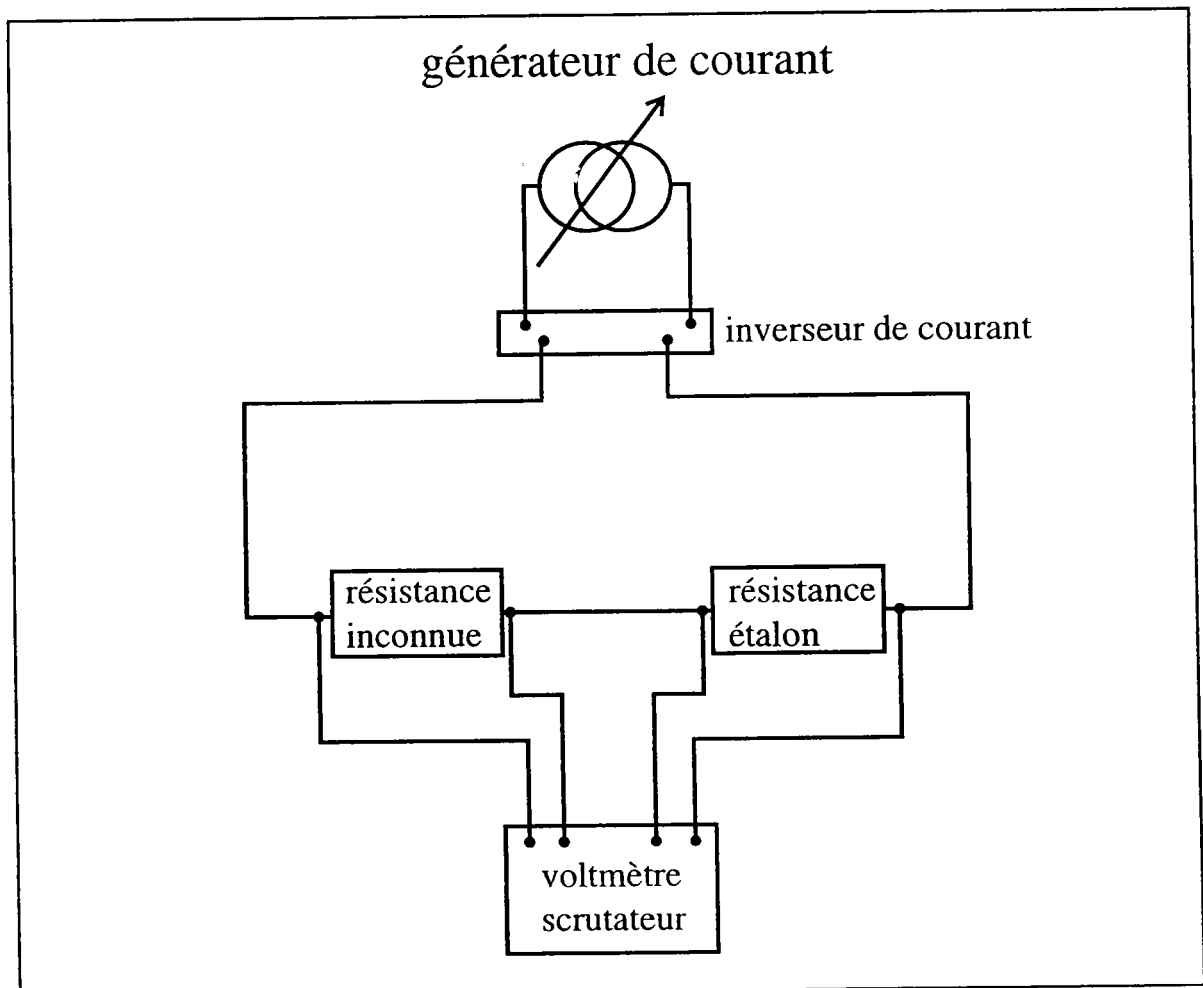 générateur de courant
inverseur de courant
résistance
inconnue
résistance
étalon
voltmètre
scrutateur